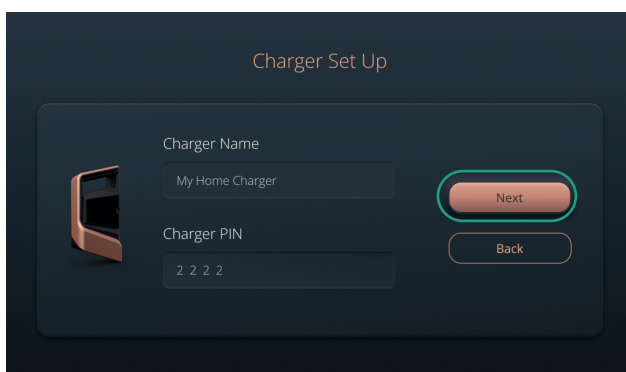 Charger Set Up
Charger Name
My Home Charger
Next
Charger PIN
Back
2 2 2 2